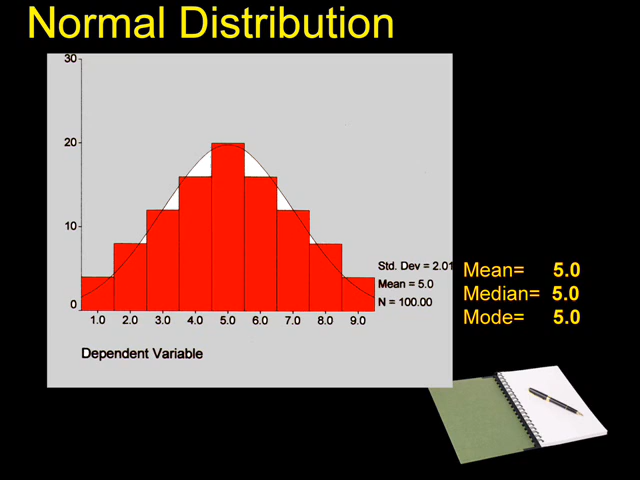 Normal Distribution
30
20
10
0
1.0 2.0 3.0 4.0 5.0 6.0 7.0 8.0 9.0
Dependent Variable
Std. Dev = 2.01
Mean = 5.0
N = 100.00
Mean= 5.0
Median= 5.0
Mode= 5.0